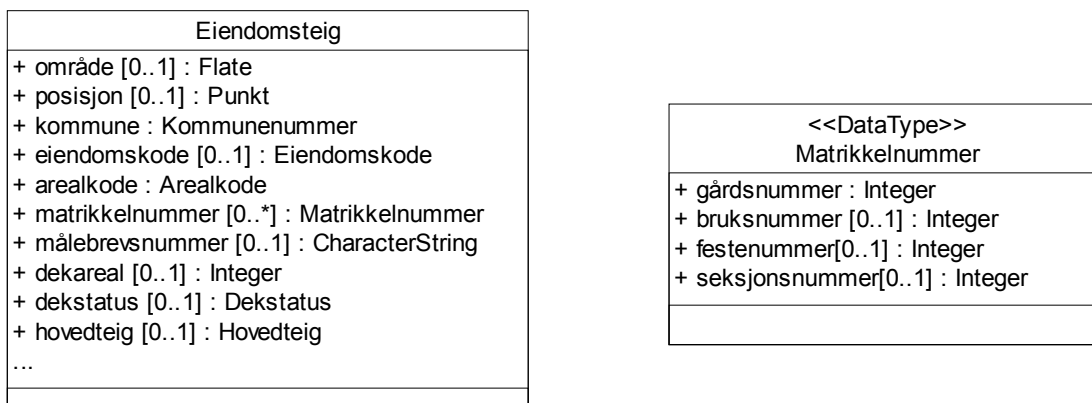 Eiendomsteig
+ område [0..1] : Flate
+ posisjon [0..1] : Punkt
+ kommune : Kommunenummer
+ eiendomskode [0..1] : Eiendomskode
+ arealkode : Arealkode
+ matrikkelnummer [0..*] : Matrikkelnummer
+ målebrevsnummer [0..1] : CharacterString
+ dekareal [0..1] : Integer
+ dekstatus [0..1] : Dekstatus
+ hovedteig [0..1] : Hovedteig
...
<<DataType>>
Matrikkelnummer
+ gårdsnummer : Integer
+ bruksnummer [0..1] : Integer
+ festenummer[0..1] : Integer
+ seksjonsnummer[0..1] : Integer